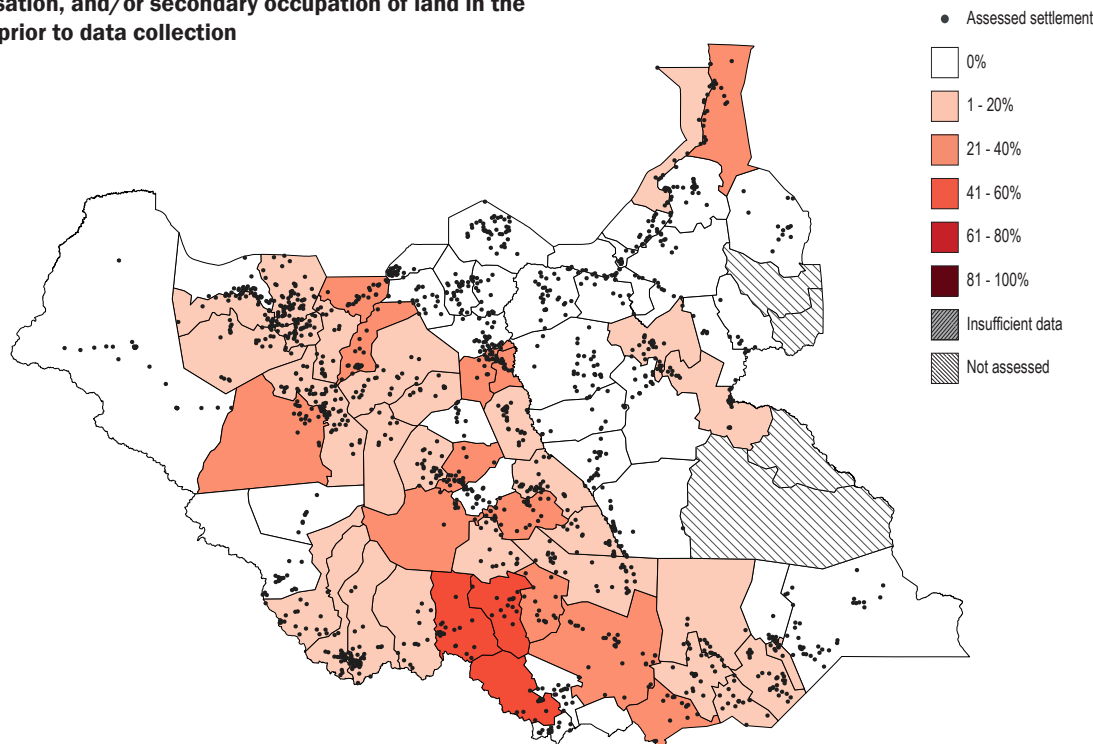 and/or secondary occupation of land in the
prior to data collection
Assessed settlement
0%
1 - 20%
21 - 40%
41 - 60%
61 - 80%
81 - 100%
Insufficient data
Not assessed